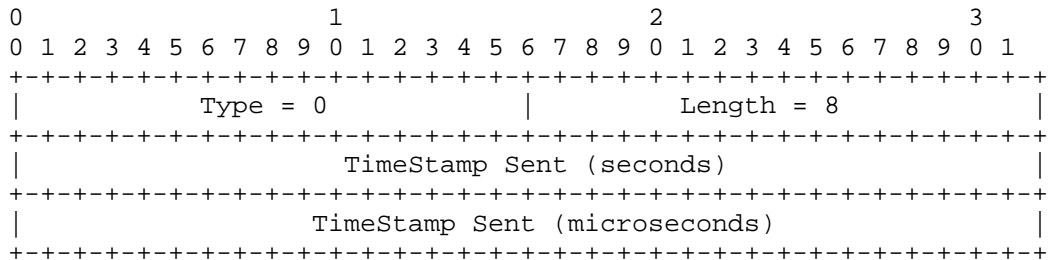 0                   1                   2                   3
0 1 2 3 4 5 6 7 8 9 0 1 2 3 4 5 6 7 8 9 0 1 2 3 4 5 6 7 8 9 0 1
+-+-+-+-+-+-+-+-+-+-+-+-+-+-+-+-+-+-+-+-+-+-+-+-+-+-+-+-+-+-+-+-+
|           Type = 0            |         Length = 8            |
+-+-+-+-+-+-+-+-+-+-+-+-+-+-+-+-+-+-+-+-+-+-+-+-+-+-+-+-+-+-+-+-+
|                    TimeStamp Sent (seconds)                   |
+-+-+-+-+-+-+-+-+-+-+-+-+-+-+-+-+-+-+-+-+-+-+-+-+-+-+-+-+-+-+-+-+
|                  TimeStamp Sent (microseconds)                |
+-+-+-+-+-+-+-+-+-+-+-+-+-+-+-+-+-+-+-+-+-+-+-+-+-+-+-+-+-+-+-+-+